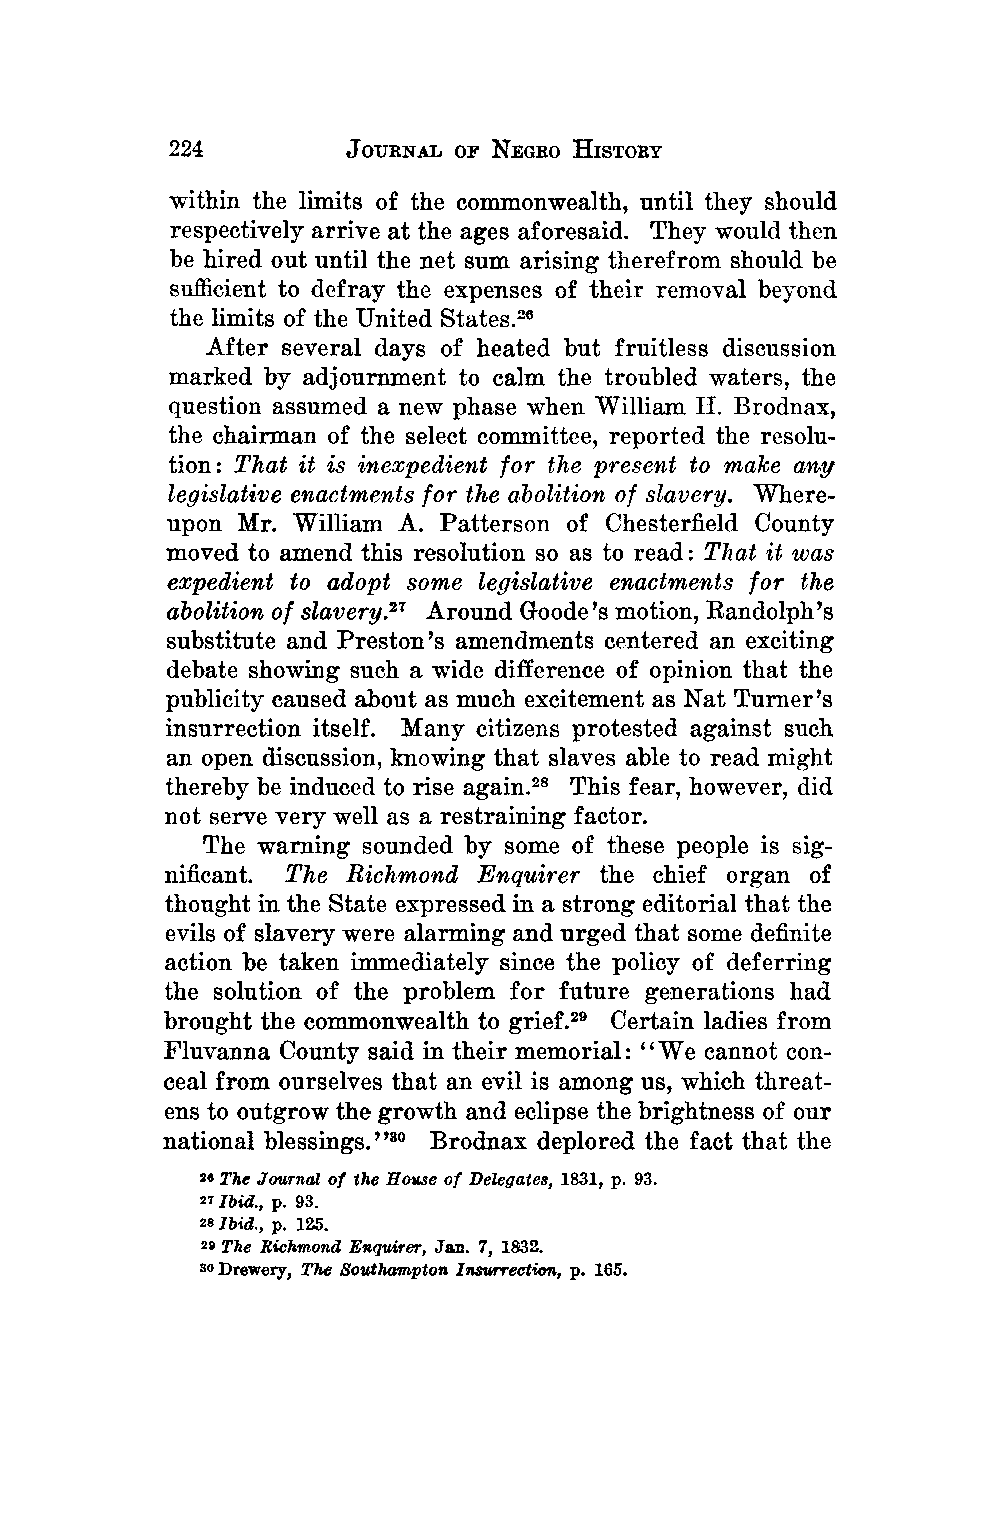 224 JOURNAL OF NEGRO HISTORY
within the limits of the commonwealth, until they should
respectively arrive at the ages aforesaid. They would then
be hired out until the net sum arising therefrom should be
sufficient to defray the expenses of their removal beyond
the limits of the United States.²⁶
After several days of heated but fruitless discussion
marked by adjournment to calm the troubled waters, the
question assumed a new phase when William H. Brodnax,
the chairman of the select committee, reported the resolu-
tion: That it is inexpedient for the present to make any
legislative enactments for the abolition of slavery. Where-
upon Mr. William A. Patterson of Chesterfield County
moved to amend this resolution so as to read: That it was
expedient to adopt some legislative enactments for the
abolition of slavery.²⁷ Around Goode's motion, Randolph's
substitute and Preston's amendments centered an exciting
debate showing such a wide difference of opinion that the
publicity caused about as much excitement as Nat Turner's
insurrection itself. Many citizens protested against such
an open discussion, knowing that slaves able to read might
thereby be induced to rise again.²⁸ This fear, however, did
not serve very well as a restraining factor.
The warning sounded by some of these people is sig-
nificant. The Richmond Enquirer the chief organ of
thought in the State expressed in a strong editorial that the
evils of slavery were alarming and urged that some definite
action be taken immediately since the policy of deferring
the solution of the problem for future generations had
brought the commonwealth to grief.²⁹ Certain ladies from
Fluvanna County said in their memorial: "We cannot con-
ceal from ourselves that an evil is among us, which threat-
ens to outgrow the growth and eclipse the brightness of our
national blessings."³⁰ Brodnax deplored the fact that the
²⁶ The Journal of the House of Delegates, 1831, p. 93.
²⁷ Ibid., p. 93.
²⁸ Ibid., p. 125.
²⁹ The Richmond Enquirer, Jan. 7, 1832.
³⁰ Drewery, The Southampton Insurrection, p. 165.